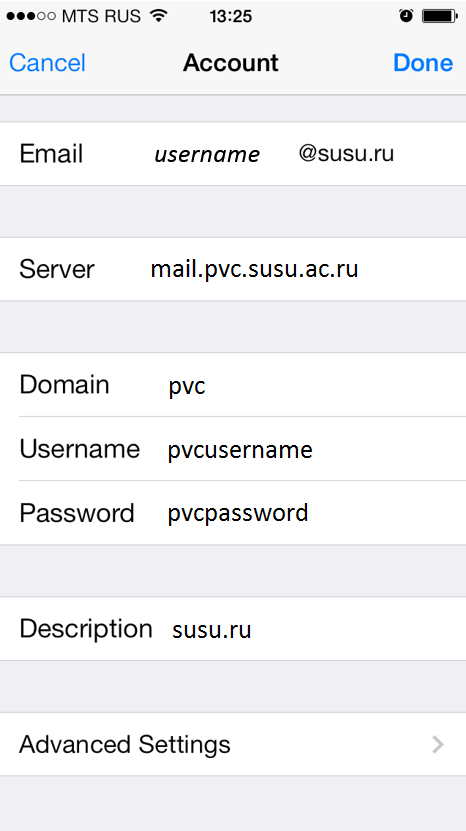 MTS RUS 13:25
Cancel Account Done
Email username @susu.ru
Server mail.pvc.susu.ac.ru
Domain pvc
Username pvcusername
Password pvcpassword
Description susu.ru
Advanced Settings